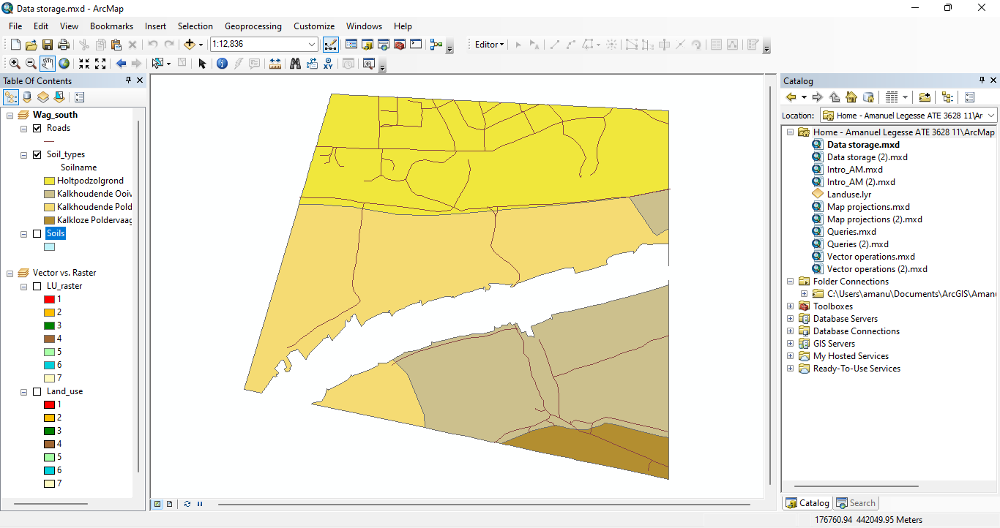 Data storage.mxd - ArcMap
File Edit View Bookmarks Insert Selection Geoprocessing Customize Windows Help
1:12,836 Editor
XY
Table Of Contents
Wag_south
Roads
Soil_types
Soilname
Holtpodzolgrond
Kalkhoudende Ooiv
Kalkhoudende Pold
Kalkloze Poldervaag
Soils
Vector vs. Raster
LU_raster
1
2
3
4
5
6
7
Land_use
1
2
3
4
5
6
7
Catalog
Location: Home - Amanuel Legesse ATE 3628 11\Ar
Home - Amanuel Legesse ATE 3628 11\ArcMap
Data storage.mxd
Data storage (2).mxd
Intro_AM.mxd
Intro_AM (2).mxd
Landuse.lyr
Map projections.mxd
Map projections (2).mxd
Queries.mxd
Queries (2).mxd
Vector operations.mxd
Vector operations (2).mxd
Folder Connections
C:\Users\amanu\Documents\ArcGIS\Aman
Toolboxes
Database Servers
Database Connections
GIS Servers
My Hosted Services
Ready-To-Use Services
Catalog Search
176760.94 442049.95 Meters